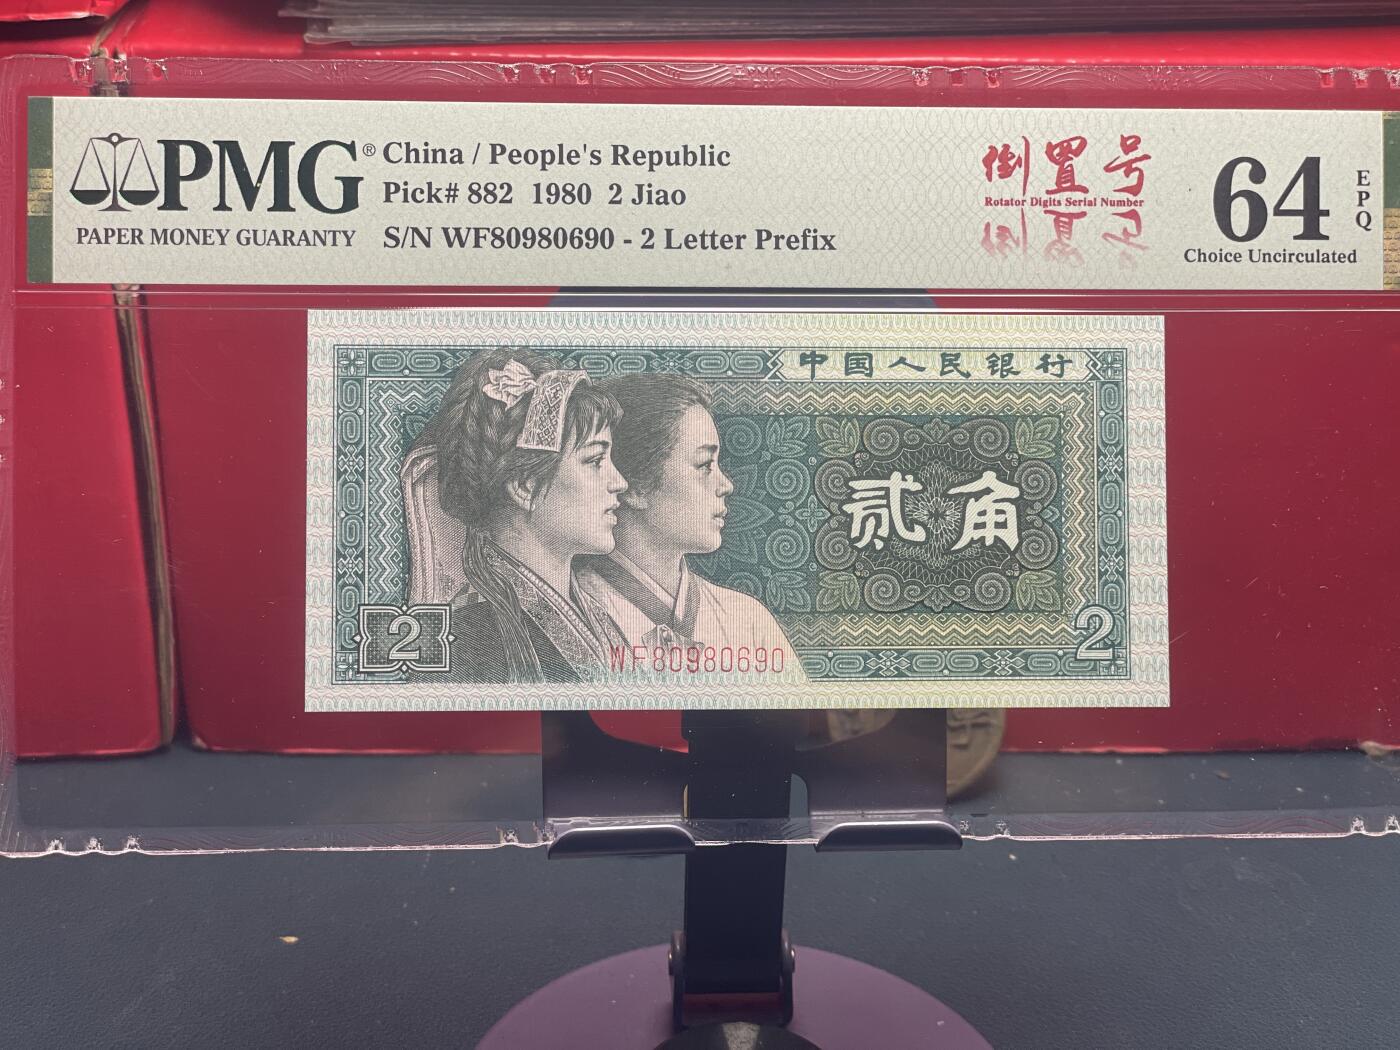 PMG®
PAPER MONEY GUARANTY
China / People's Republic
Pick# 882 1980 2 Jiao
S/N WF80980690 - 2 Letter Prefix
倒置号
Rotator Digits Serial Number
64
EPQ
Choice Uncirculated
中国人民银行
贰角
2
WF80980690
2